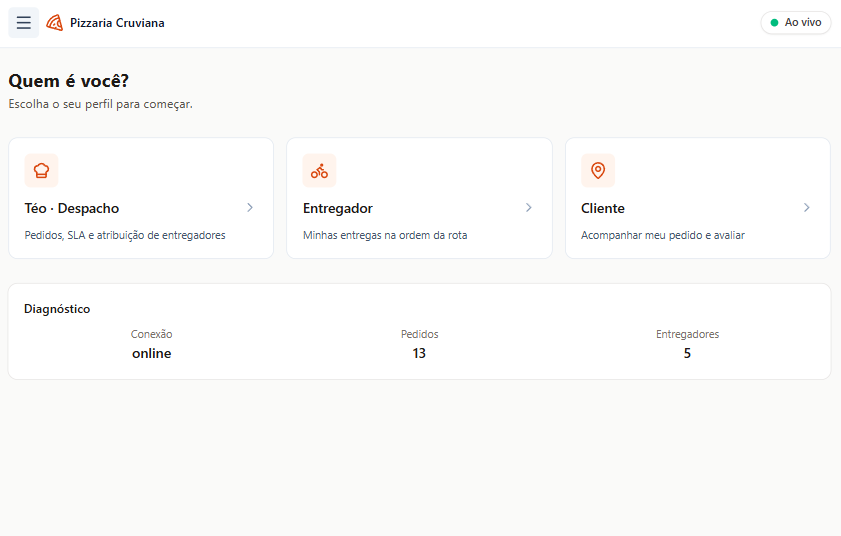 Pizzaria Cruviana
Ao vivo
Quem é você?
Escolha o seu perfil para começar.
Téo · Despacho
Pedidos, SLA e atribuição de entregadores
Entregador
Minhas entregas na ordem da rota
Cliente
Acompanhar meu pedido e avaliar
Diagnóstico
Conexão
online
Pedidos
13
Entregadores
5